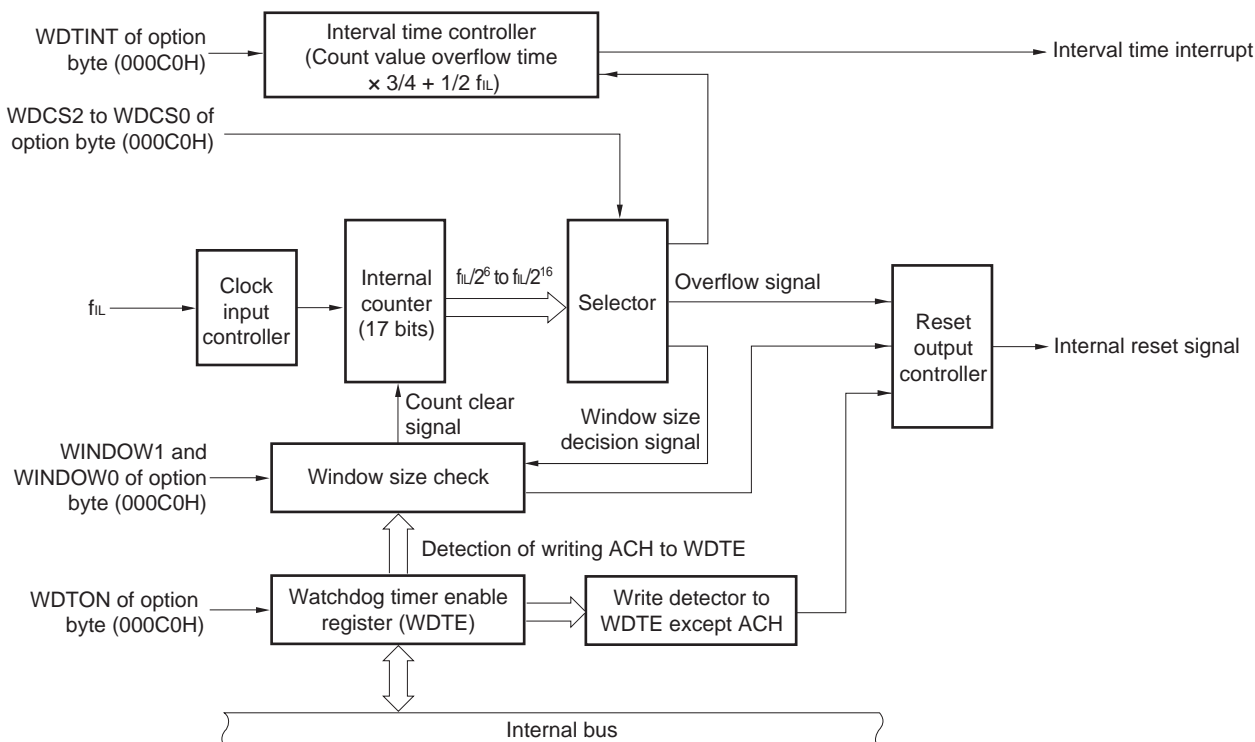 WDTINT of option
byte (000C0H)
Interval time controller
(Count value overflow time
× 3/4 + 1/2 fIL)
Interval time interrupt
WDCS2 to WDCS0 of
option byte (000C0H)
fIL
Clock
input
controller
Internal
counter
(17 bits)
fIL/2⁶ to fIL/2¹⁶
Selector
Overflow signal
Reset
output
controller
Internal reset signal
Count clear
signal
Window size
decision signal
WINDOW1 and
WINDOW0 of option
byte (000C0H)
Window size check
Detection of writing ACH to WDTE
WDTON of option
byte (000C0H)
Watchdog timer enable
register (WDTE)
Write detector to
WDTE except ACH
Internal bus